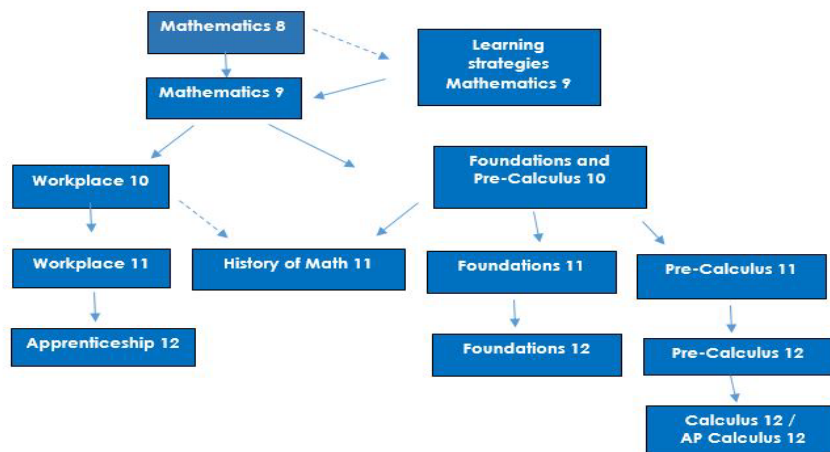 Mathematics 8
Learning
strategies
Mathematics 9
Mathematics 9
Workplace 10
Foundations and
Pre-Calculus 10
Workplace 11
History of Math 11
Foundations 11
Pre-Calculus 11
Apprenticeship 12
Foundations 12
Pre-Calculus 12
Calculus 12 /
AP Calculus 12